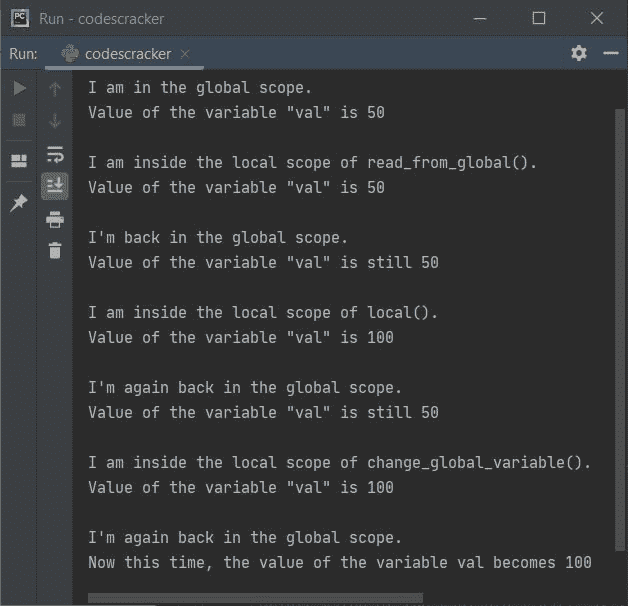 PC Run - codescracker
Run: codescracker
I am in the global scope.
Value of the variable "val" is 50
I am inside the local scope of read_from_global().
Value of the variable "val" is 50
I'm back in the global scope.
Value of the variable "val" is still 50
I am inside the local scope of local().
Value of the variable "val" is 100
I'm again back in the global scope.
Value of the variable "val" is still 50
I am inside the local scope of change_global_variable().
Value of the variable "val" is 100
I'm again back in the global scope.
Now this time, the value of the variable val becomes 100